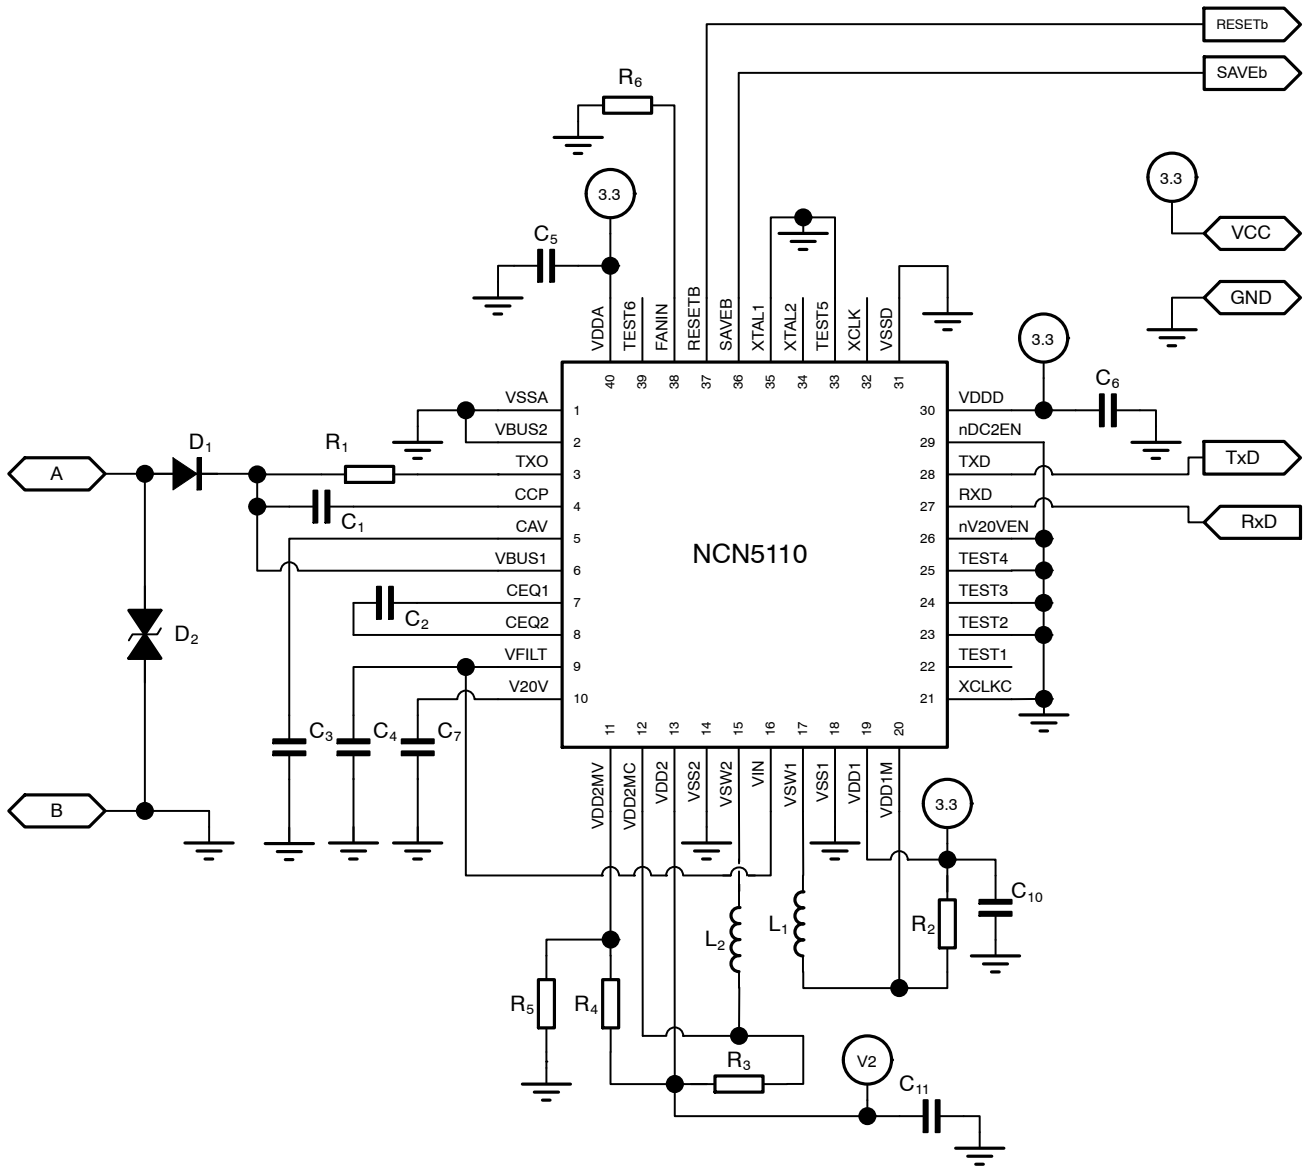 RESETb
R6
SAVEb
3.3
3.3
C5
VCC
GND
VDDA
TEST6
FANIN
RESETB
SAVEB
XTAL1
XTAL2
TEST5
XCLK
VSSD
3.3
40 39 38 37 36 35 34 33 32 31
C6
VSSA 1
30 VDDD
VBUS2 2
29 nDC2EN
A
D1
R1
TXO 3
28 TXD
TxD
CCP 4
27 RXD
C1
RxD
CAV 5
26 nV20VEN
NCN5110
VBUS1 6
25 TEST4
CEQ1 7
24 TEST3
C2
CEQ2 8
23 TEST2
D2
VFILT 9
22 TEST1
V20V 10
21 XCLKC
11 12 13 14 15 16 17 18 19 20
C3
C4
C7
VDD2MV
VDD2MC
VDD2
VSS2
VSW2
VIN
VSW1
VSS1
VDD1
VDD1M
B
3.3
C10
L2
L1
R2
R5
R4
R3
V2
C11